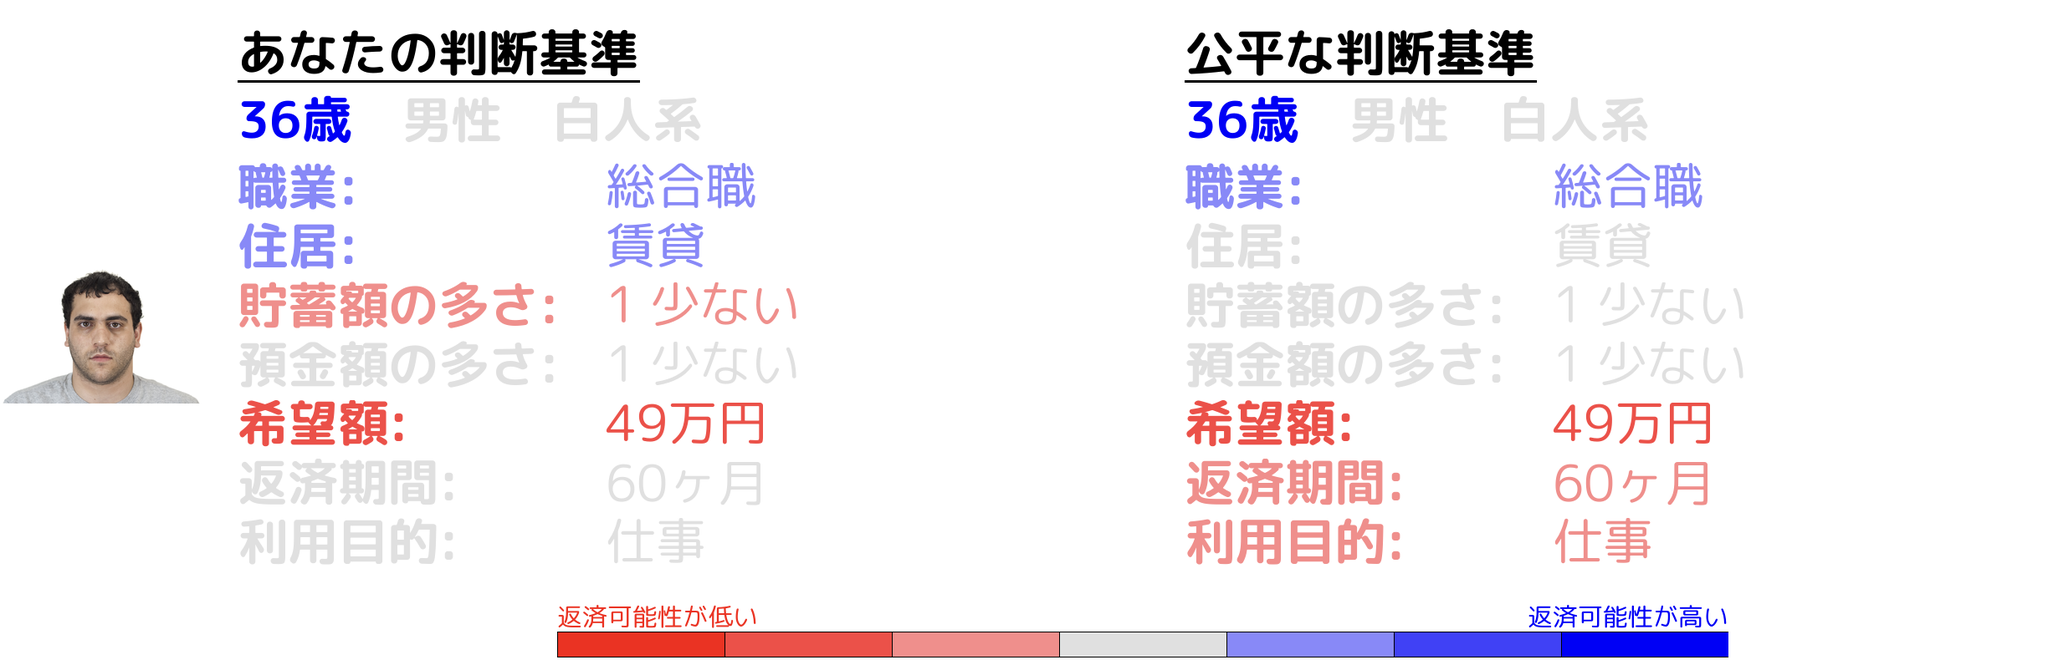 あなたの判断基準
36歳 男性 白人系
職業: 総合職
住居: 賃貸
貯蓄額の多さ: 1 少ない
預金額の多さ: 1 少ない
希望額: 49万円
返済期間: 60ヶ月
利用目的: 仕事
公平な判断基準
36歳 男性 白人系
職業: 総合職
住居: 賃貸
貯蓄額の多さ: 1 少ない
預金額の多さ: 1 少ない
希望額: 49万円
返済期間: 60ヶ月
利用目的: 仕事
返済可能性が低い
返済可能性が高い